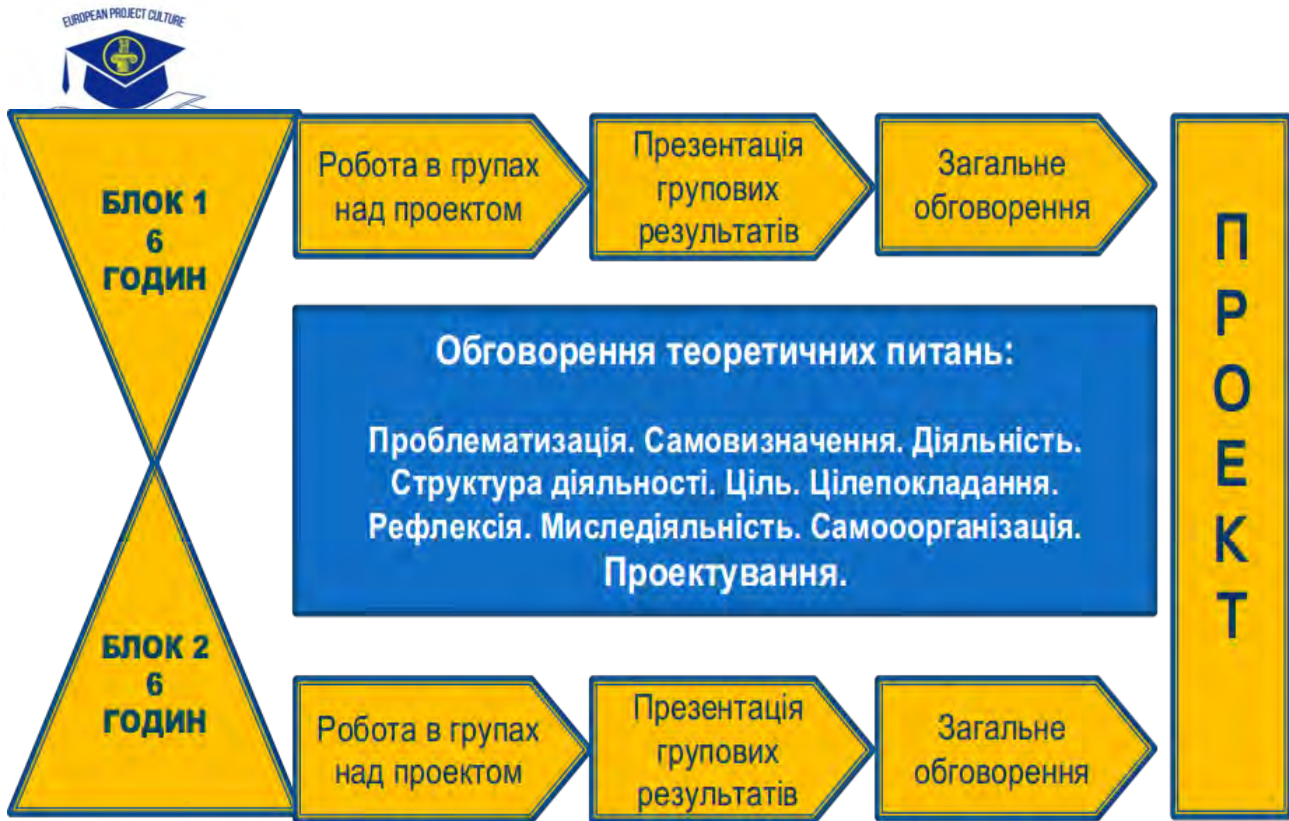 EUROPEAN PROJECT CULTURE
БЛОК 1
6
ГОДИН
Робота в групах
над проектом
Презентація
групових
результатів
Загальне
обговорення
Обговорення теоретичних питань:
Проблематизація. Самовизначення. Діяльність.
Структура діяльності. Ціль. Цілепокладання.
Рефлексія. Миследіяльність. Самооорганізація.
Проектування.
БЛОК 2
6
ГОДИН
Робота в групах
над проектом
Презентація
групових
результатів
Загальне
обговорення
П
Р
О
Е
К
Т